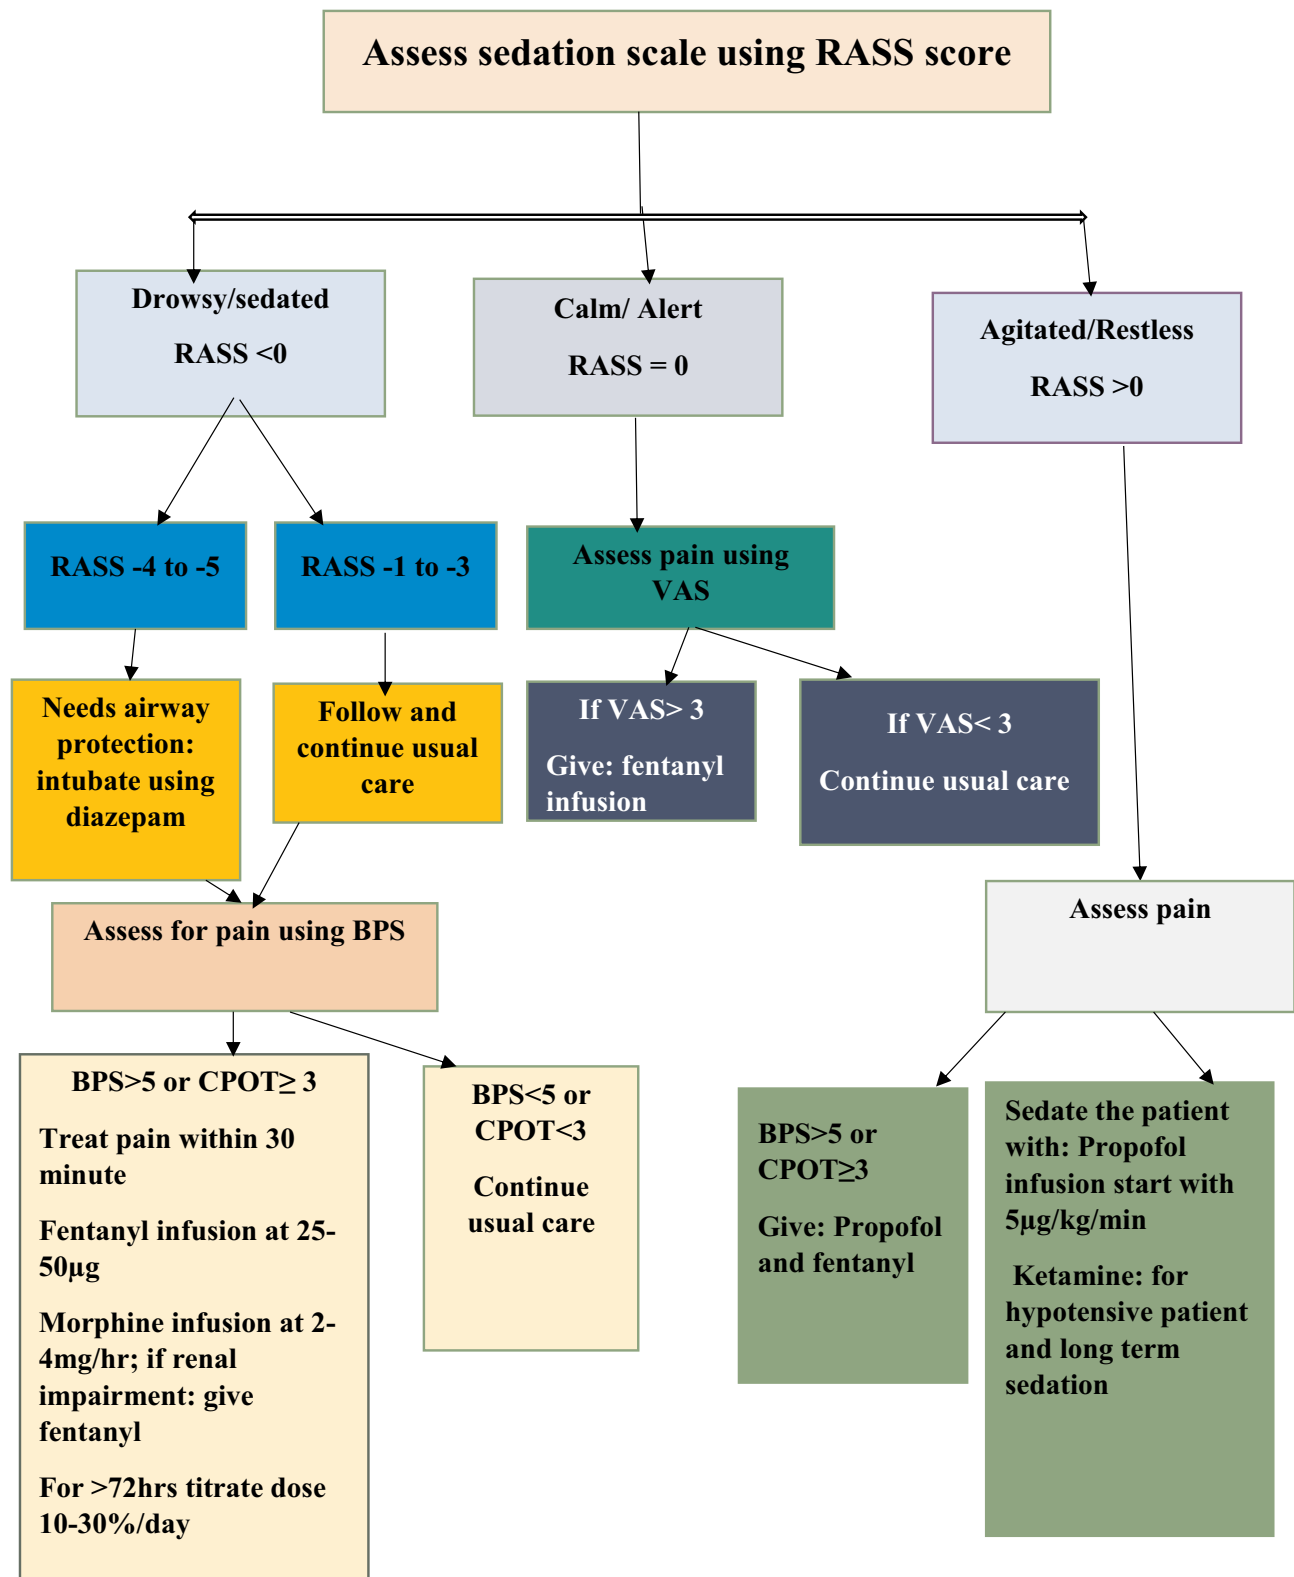 Assess sedation scale using RASS score
Drowsy/sedated
RASS <0
Calm/ Alert
RASS = 0
Agitated/Restless
RASS >0
RASS -4 to -5
RASS -1 to -3
Assess pain using
VAS
Needs airway
protection:
intubate using
diazepam
Follow and
continue usual
care
If VAS> 3
Give: fentanyl
infusion
If VAS< 3
Continue usual care
Assess for pain using BPS
Assess pain
BPS>5 or CPOT≥ 3
Treat pain within 30
minute
Fentanyl infusion at 25-
50µg
Morphine infusion at 2-
4mg/hr; if renal
impairment: give
fentanyl
For >72hrs titrate dose
10-30%/day
BPS<5 or
CPOT<3
Continue
usual care
BPS>5 or
CPOT≥3
Give: Propofol
and fentanyl
Sedate the patient
with: Propofol
infusion start with
5µg/kg/min
Ketamine: for
hypotensive patient
and long term
sedation